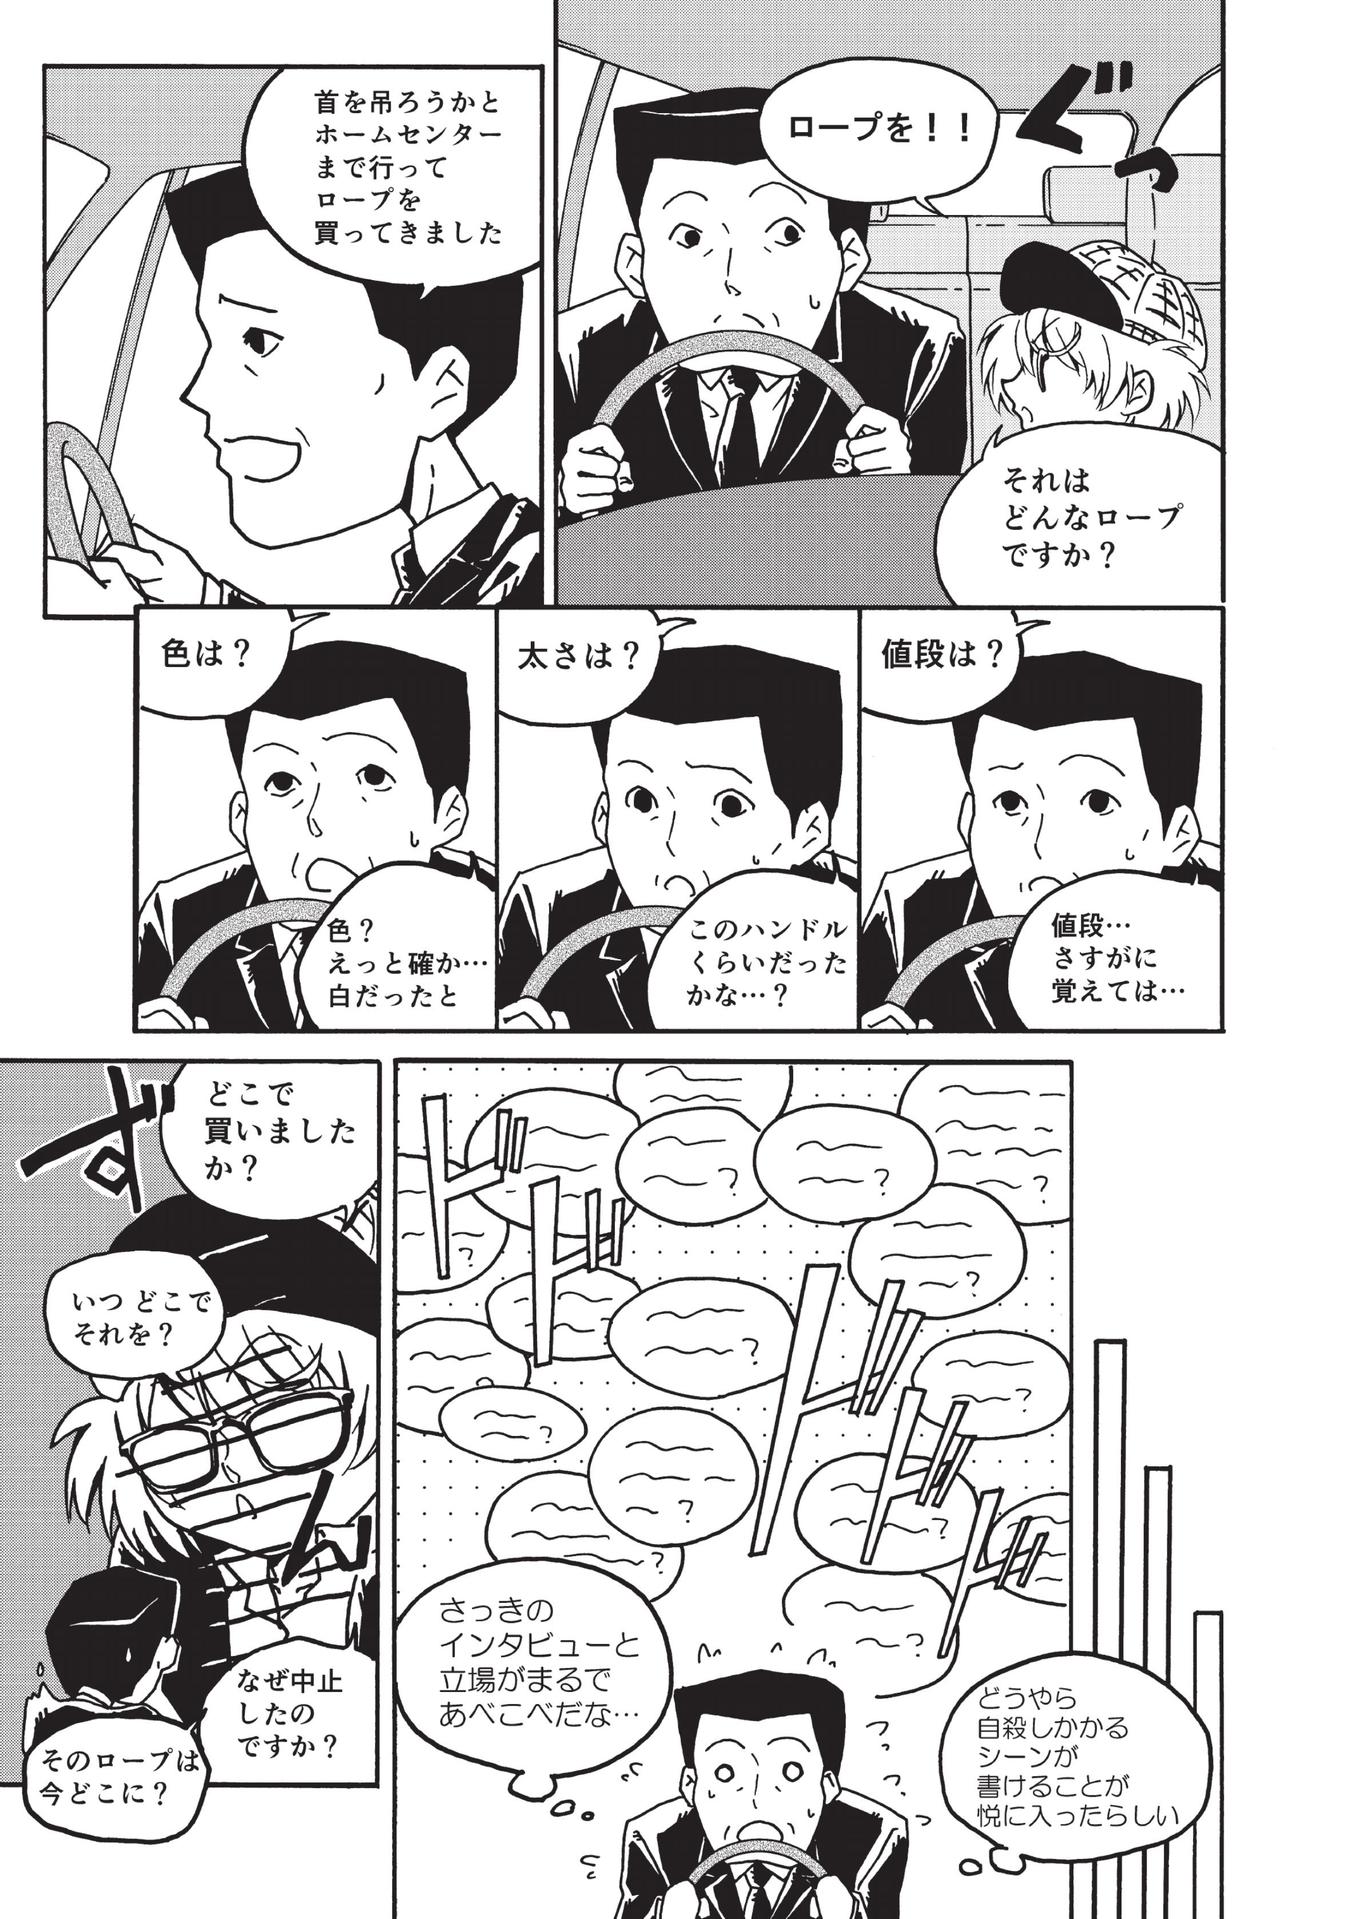 首を吊ろうかと
ホームセンター
まで行って
ロープを
買ってきました
ロープを！！
ぐっ
それは
どんなロープ
ですか？
色は？
色？
えっと確か…
白だったと
太さは？
このハンドル
くらいだった
かな…？
値段は？
値段…
さすがに
覚えては…
どこで
買いました
か？
ずい
いつ どこで
それを？
なぜ中止
したの
ですか？
そのロープは
今どこに？
ドドドドド
さっきの
インタビューと
立場がまるで
あべこべだな…
どうやら
自殺しかかる
シーンが
書けることが
悦に入ったらしい